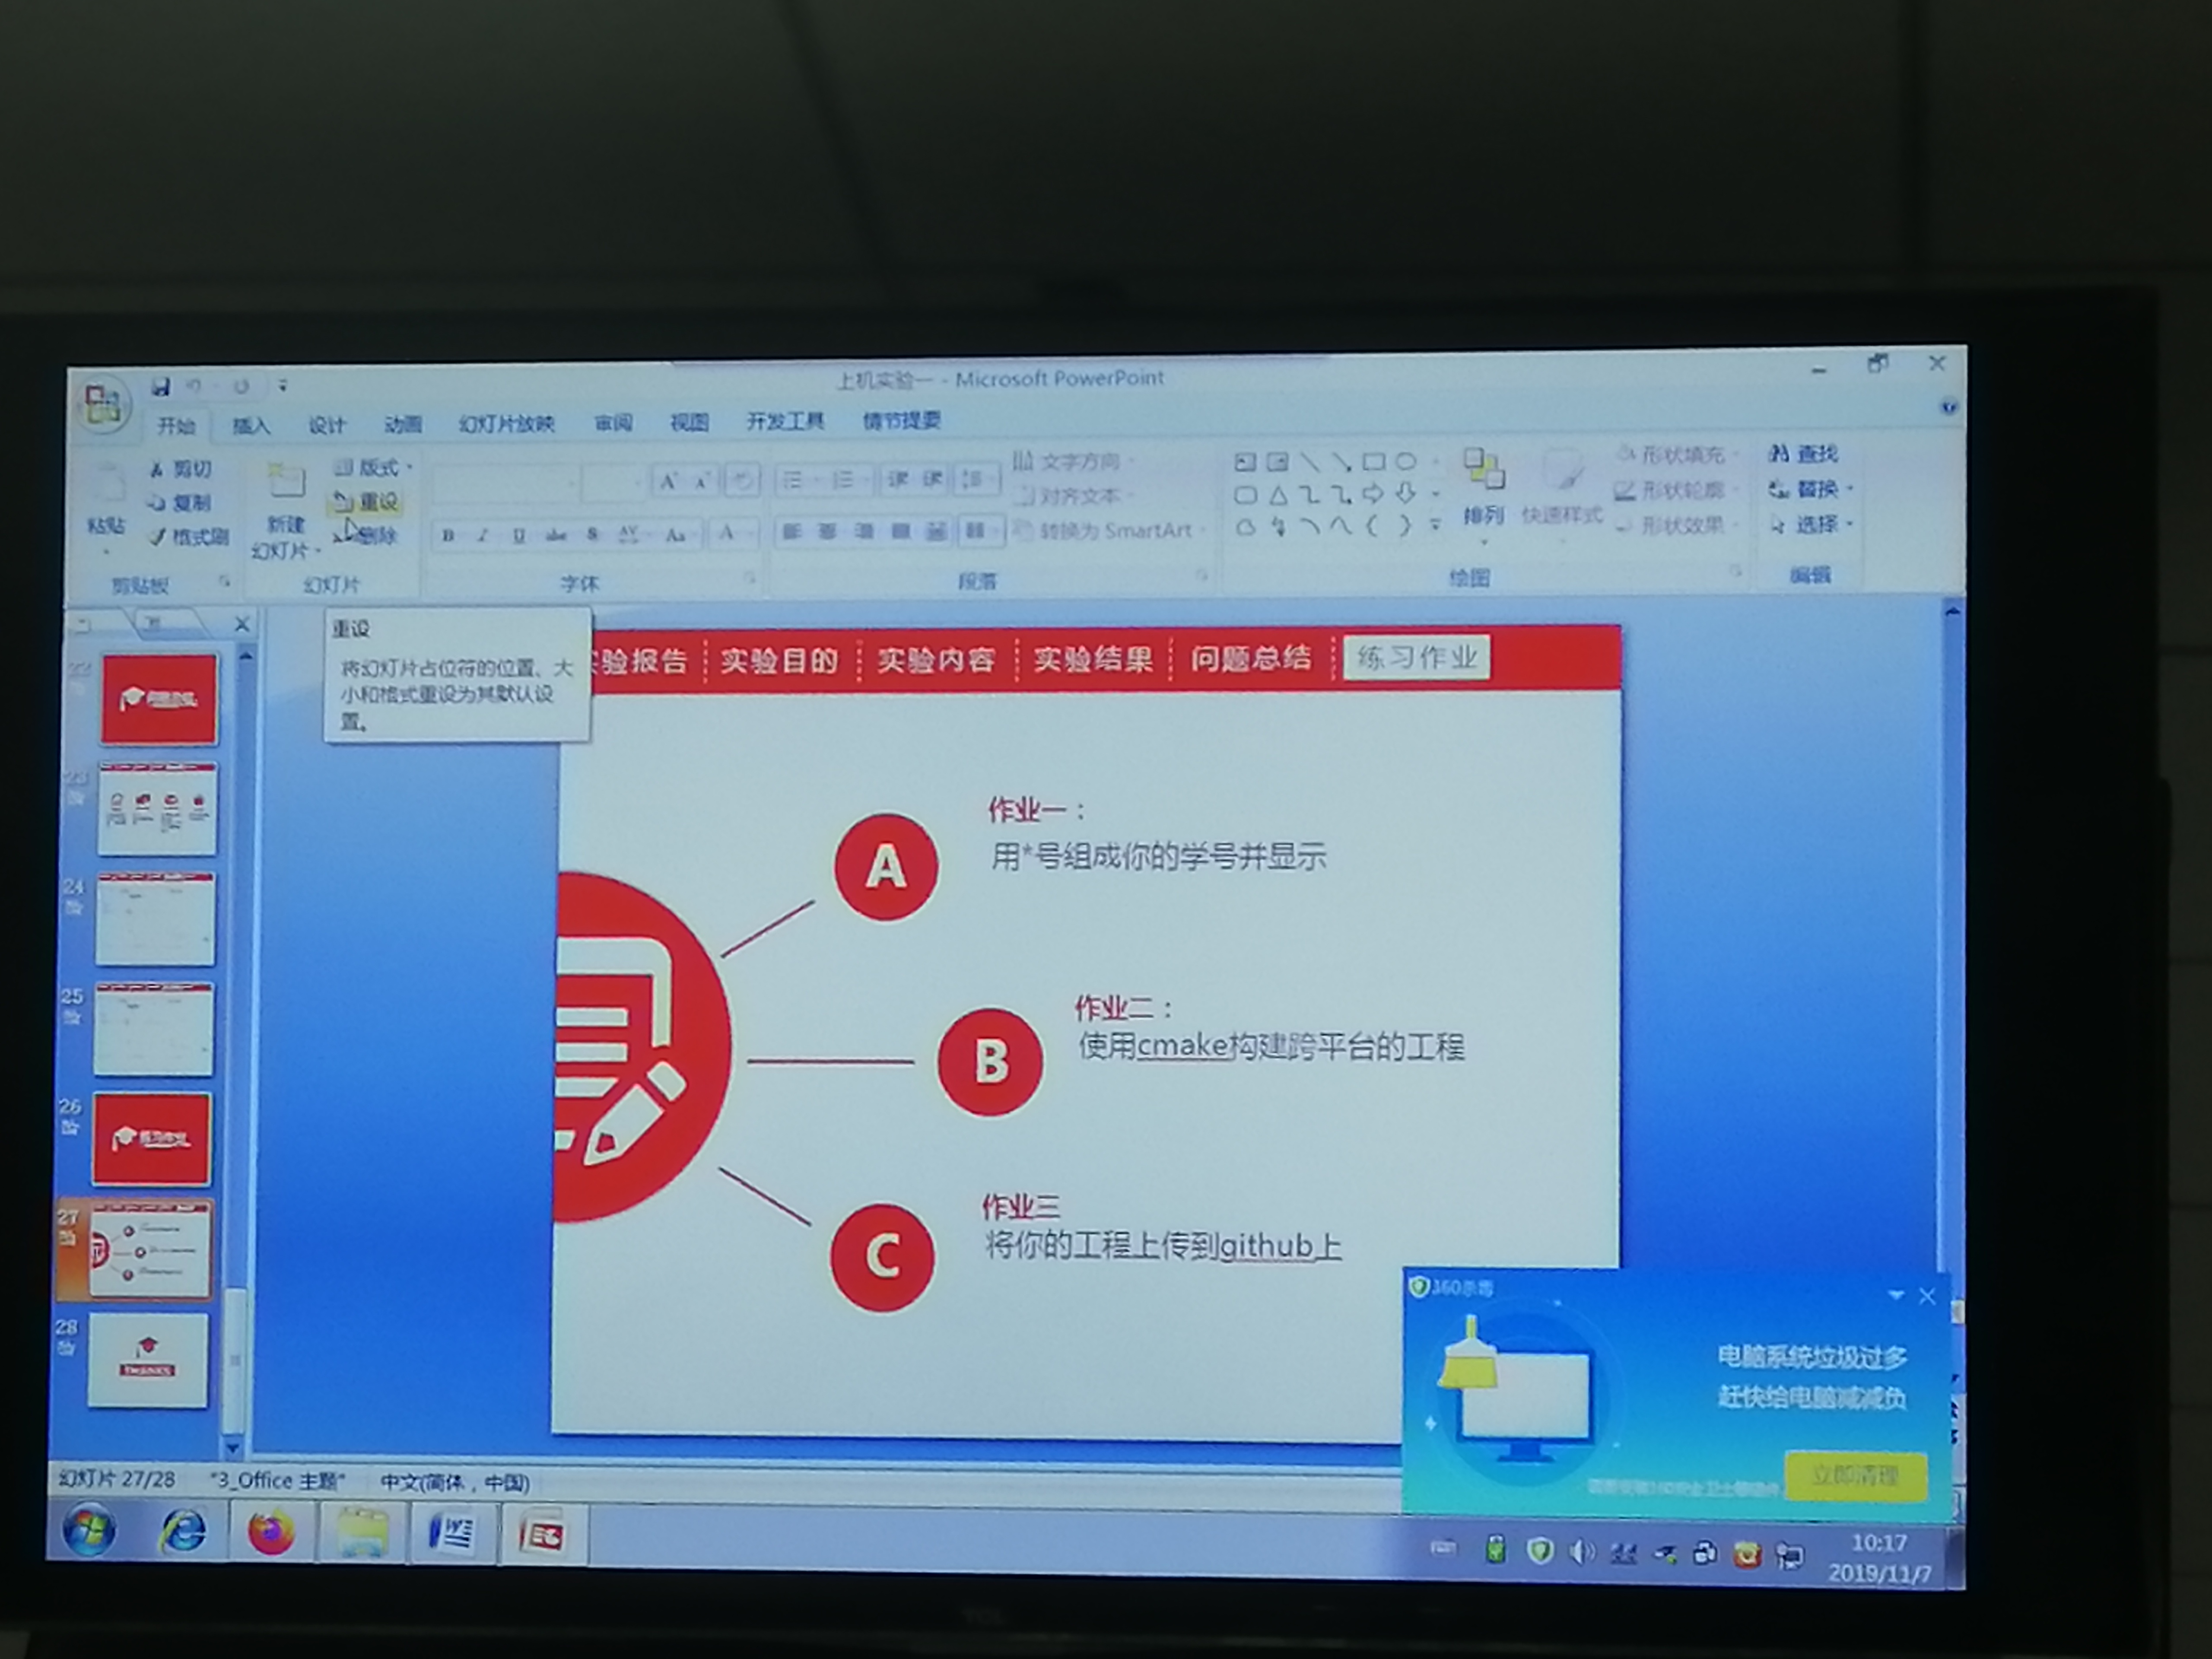 上机实验一 - Microsoft PowerPoint
开始 插入 设计 动画 幻灯片放映 审阅 视图 开发工具 情节提要
粘贴
剪切
复制
格式刷
剪贴板
新建
幻灯片
版式
重设
删除
幻灯片
B I U abc S AV Aa A
字体
文字方向
对齐文本
转换为 SmartArt
段落
排列
快速样式
形状填充
形状轮廓
形状效果
绘图
查找
替换
选择
编辑
重设
将幻灯片占位符的位置、大
小和格式重设为其默认设
置。
22
23
24
25
26
27
28
THANKS
验报告 实验目的 实验内容 实验结果 问题总结 练习作业
A
作业一：
用*号组成你的学号并显示
B
作业二：
使用cmake构建跨平台的工程
C
作业三
将你的工程上传到github上
360杀毒
电脑系统垃圾过多
赶快给电脑减减负
立即清理
幻灯片 27/28 "3_Office 主题" 中文(简体，中国)
10:17
2019/11/7